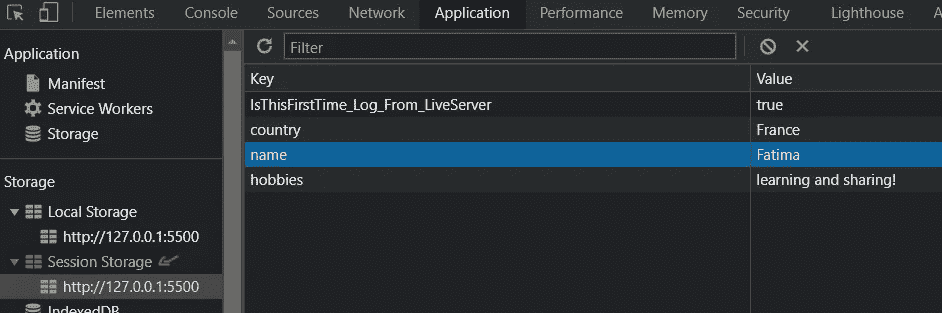 Elements Console Sources Network Application Performance Memory Security Lighthouse A
Application
Manifest
Service Workers
Storage
Storage
Local Storage
http://127.0.0.1:5500
Session Storage
http://127.0.0.1:5500
IndexedDB
Filter
Key Value
IsThisFirstTime_Log_From_LiveServer true
country France
name Fatima
hobbies learning and sharing!